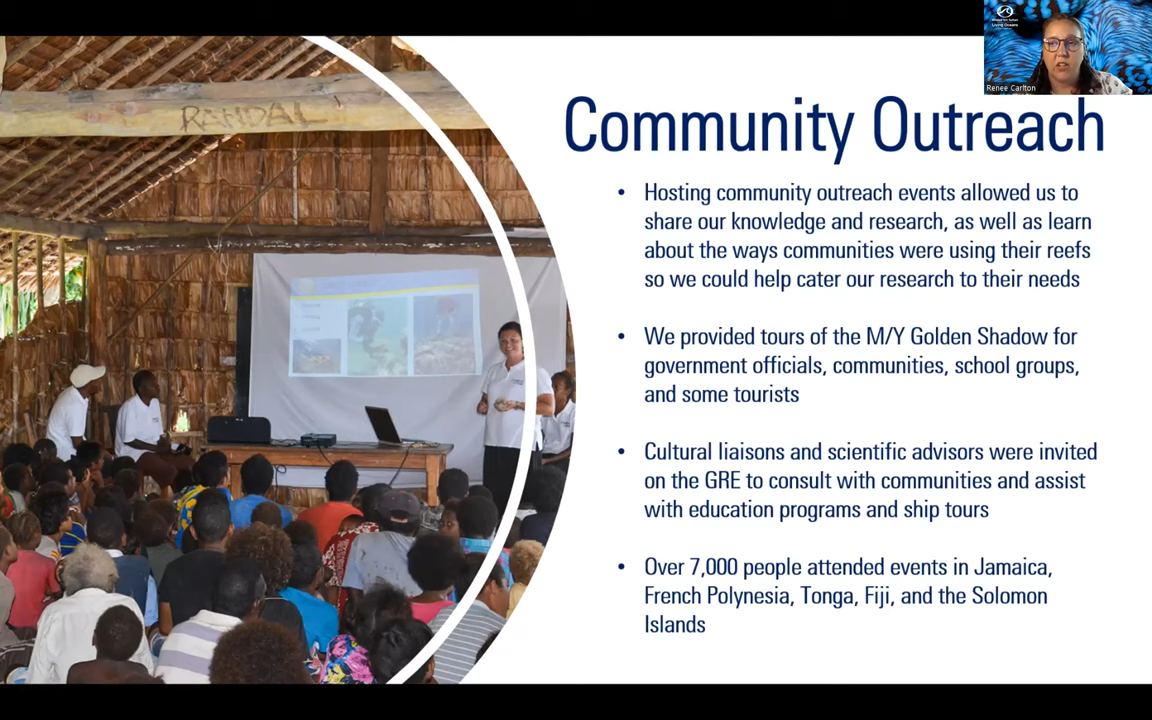 Living Oceans
Renee Carlton
RAHDAL
Community Outreach
• Hosting community outreach events allowed us to
share our knowledge and research, as well as learn
about the ways communities were using their reefs
so we could help cater our research to their needs
• We provided tours of the M/Y Golden Shadow for
government officials, communities, school groups,
and some tourists
• Cultural liaisons and scientific advisors were invited
on the GRE to consult with communities and assist
with education programs and ship tours
• Over 7,000 people attended events in Jamaica,
French Polynesia, Tonga, Fiji, and the Solomon
Islands